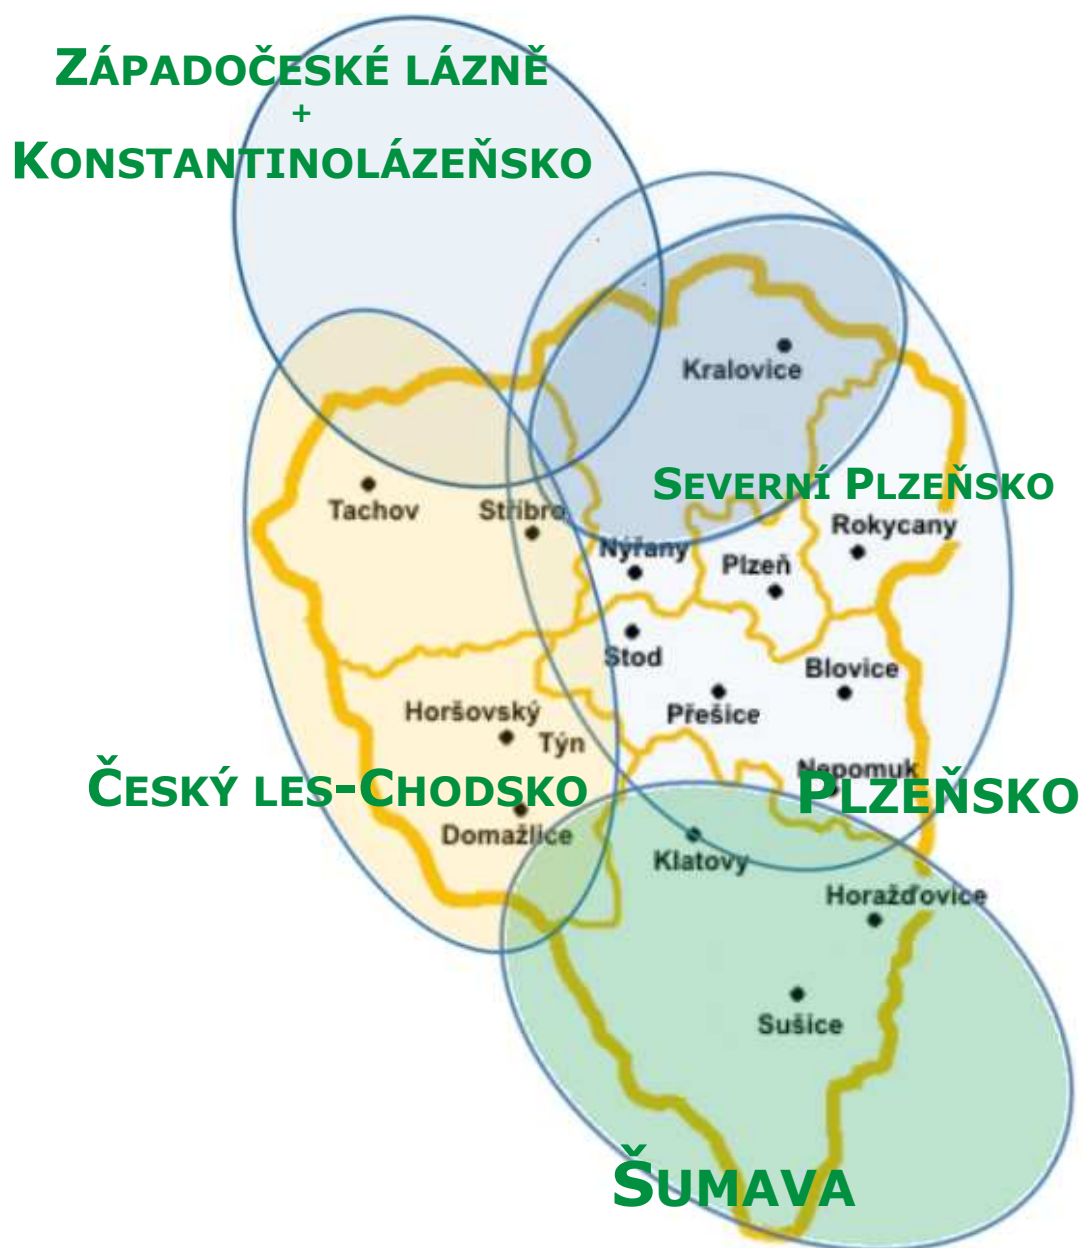 ZÁPADOČESKÉ LÁZNĚ
+
KONSTANTINOLÁZEŇSKO
Kralovice
SEVERNÍ PLZEŇSKO
Tachov
Stříbro
Rokycany
Nýřany
Plzeň
Stod
Blovice
Přešice
Horšovský
Týn
Nepomuk
ČESKÝ LES-CHODSKO
PLZEŇSKO
Domažlice
Klatovy
Horažďovice
Sušice
ŠUMAVA